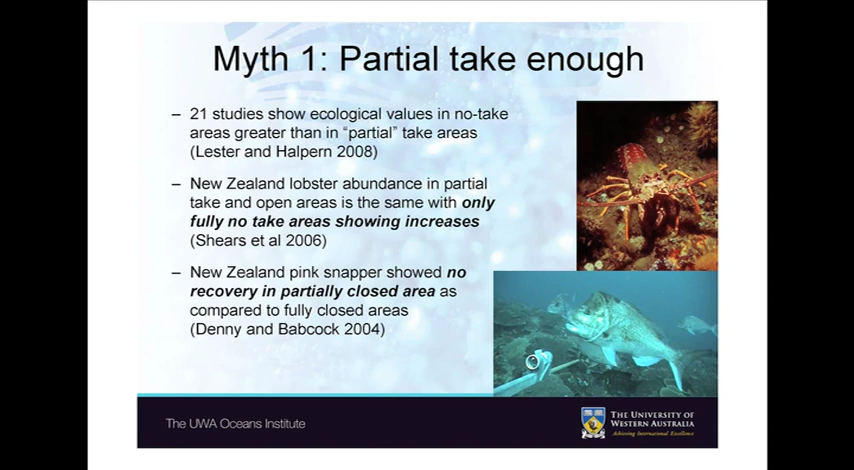 Myth 1: Partial take enough
– 21 studies show ecological values in no-take
areas greater than in “partial” take areas
(Lester and Halpern 2008)
– New Zealand lobster abundance in partial
take and open areas is the same with only
fully no take areas showing increases
(Shears et al 2006)
– New Zealand pink snapper showed no
recovery in partially closed area as
compared to fully closed areas
(Denny and Babcock 2004)
The UWA Oceans Institute
THE UNIVERSITY OF
WESTERN AUSTRALIA
Achieving International Excellence